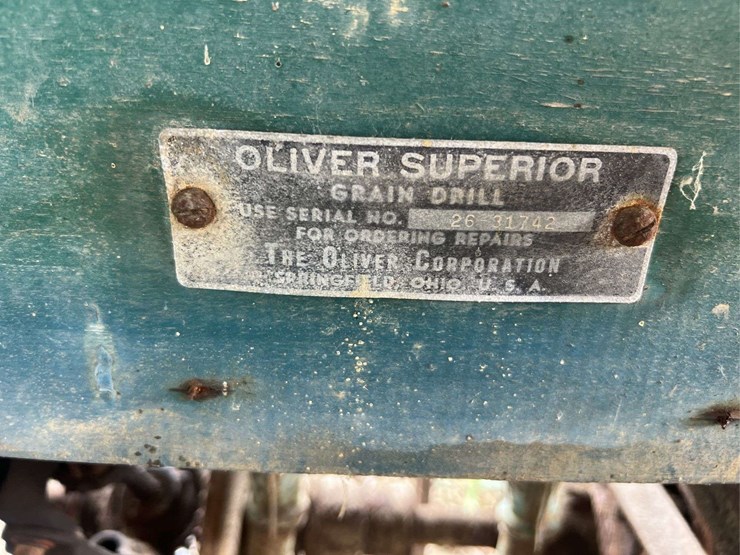 OLIVER SUPERIOR
GRAIN DRILL
USE SERIAL NO. 26-31742
FOR ORDERING REPAIRS
THE OLIVER CORPORATION
SPRINGFIELD, OHIO U. S. A.